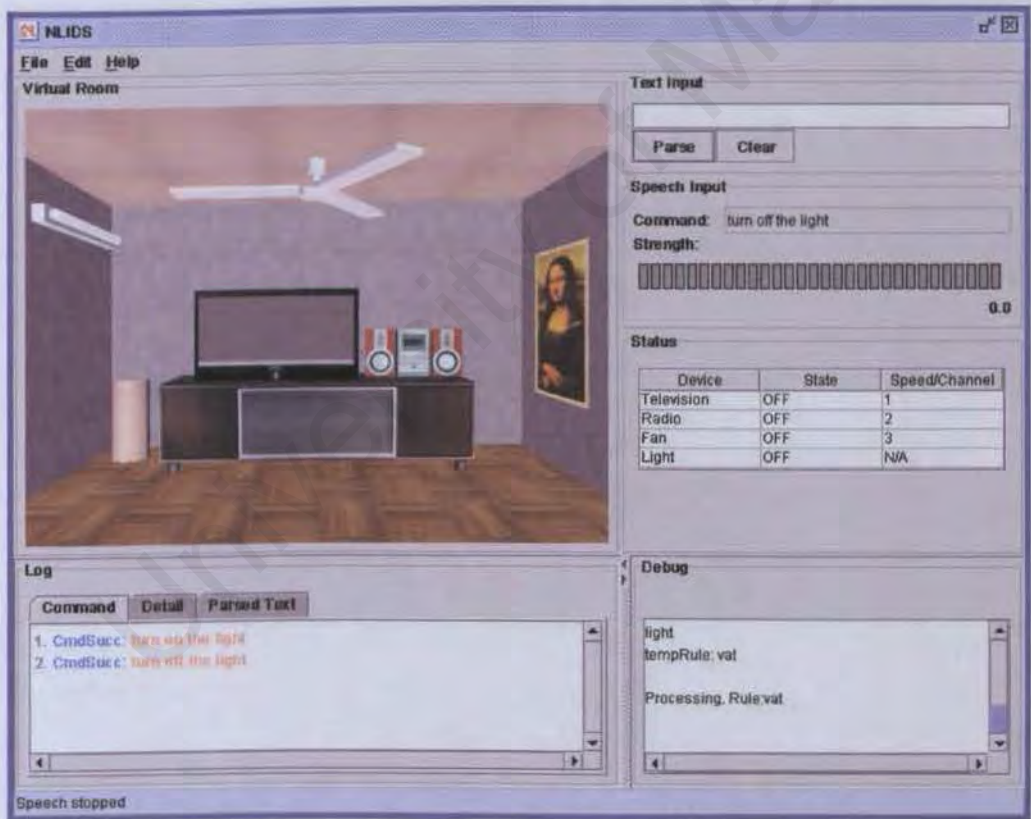 NLIDS
File Edit Help
Virtual Room
Text Input
Parse Clear
Speech Input
Command: turn off the light
Strength:
0.0
Status
Device State Speed/Channel
Television OFF 1
Radio OFF 2
Fan OFF 3
Light OFF N/A
Log
Command Detail Parsed Text
1. CmdSucc: turn on the light
2. CmdSucc: turn off the light
Debug
light
tempRule: vat
Processing, Rule:vat
Speech stopped